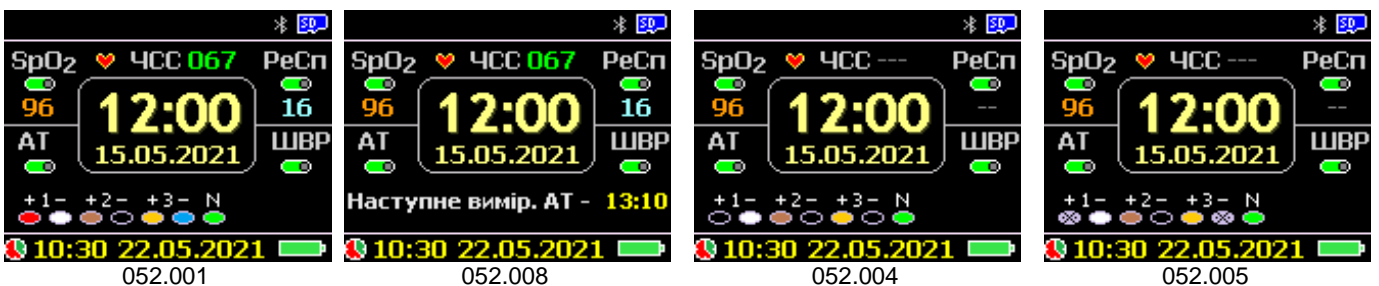 SD SD SD SD
SpO2 ЧСС 067 РеСп SpO2 ЧСС 067 РеСп SpO2 ЧСС --- РеСп SpO2 ЧСС --- РеСп
96 12:00 16 96 12:00 16 96 12:00 -- 96 12:00 --
АТ 15.05.2021 ШВР АТ 15.05.2021 ШВР АТ 15.05.2021 ШВР АТ 15.05.2021 ШВР
+1- +2- +3- N Наступне вимір. АТ - 13:10 +1- +2- +3- N +1- +2- +3- N
10:30 22.05.2021 10:30 22.05.2021 10:30 22.05.2021 10:30 22.05.2021
052.001 052.008 052.004 052.005